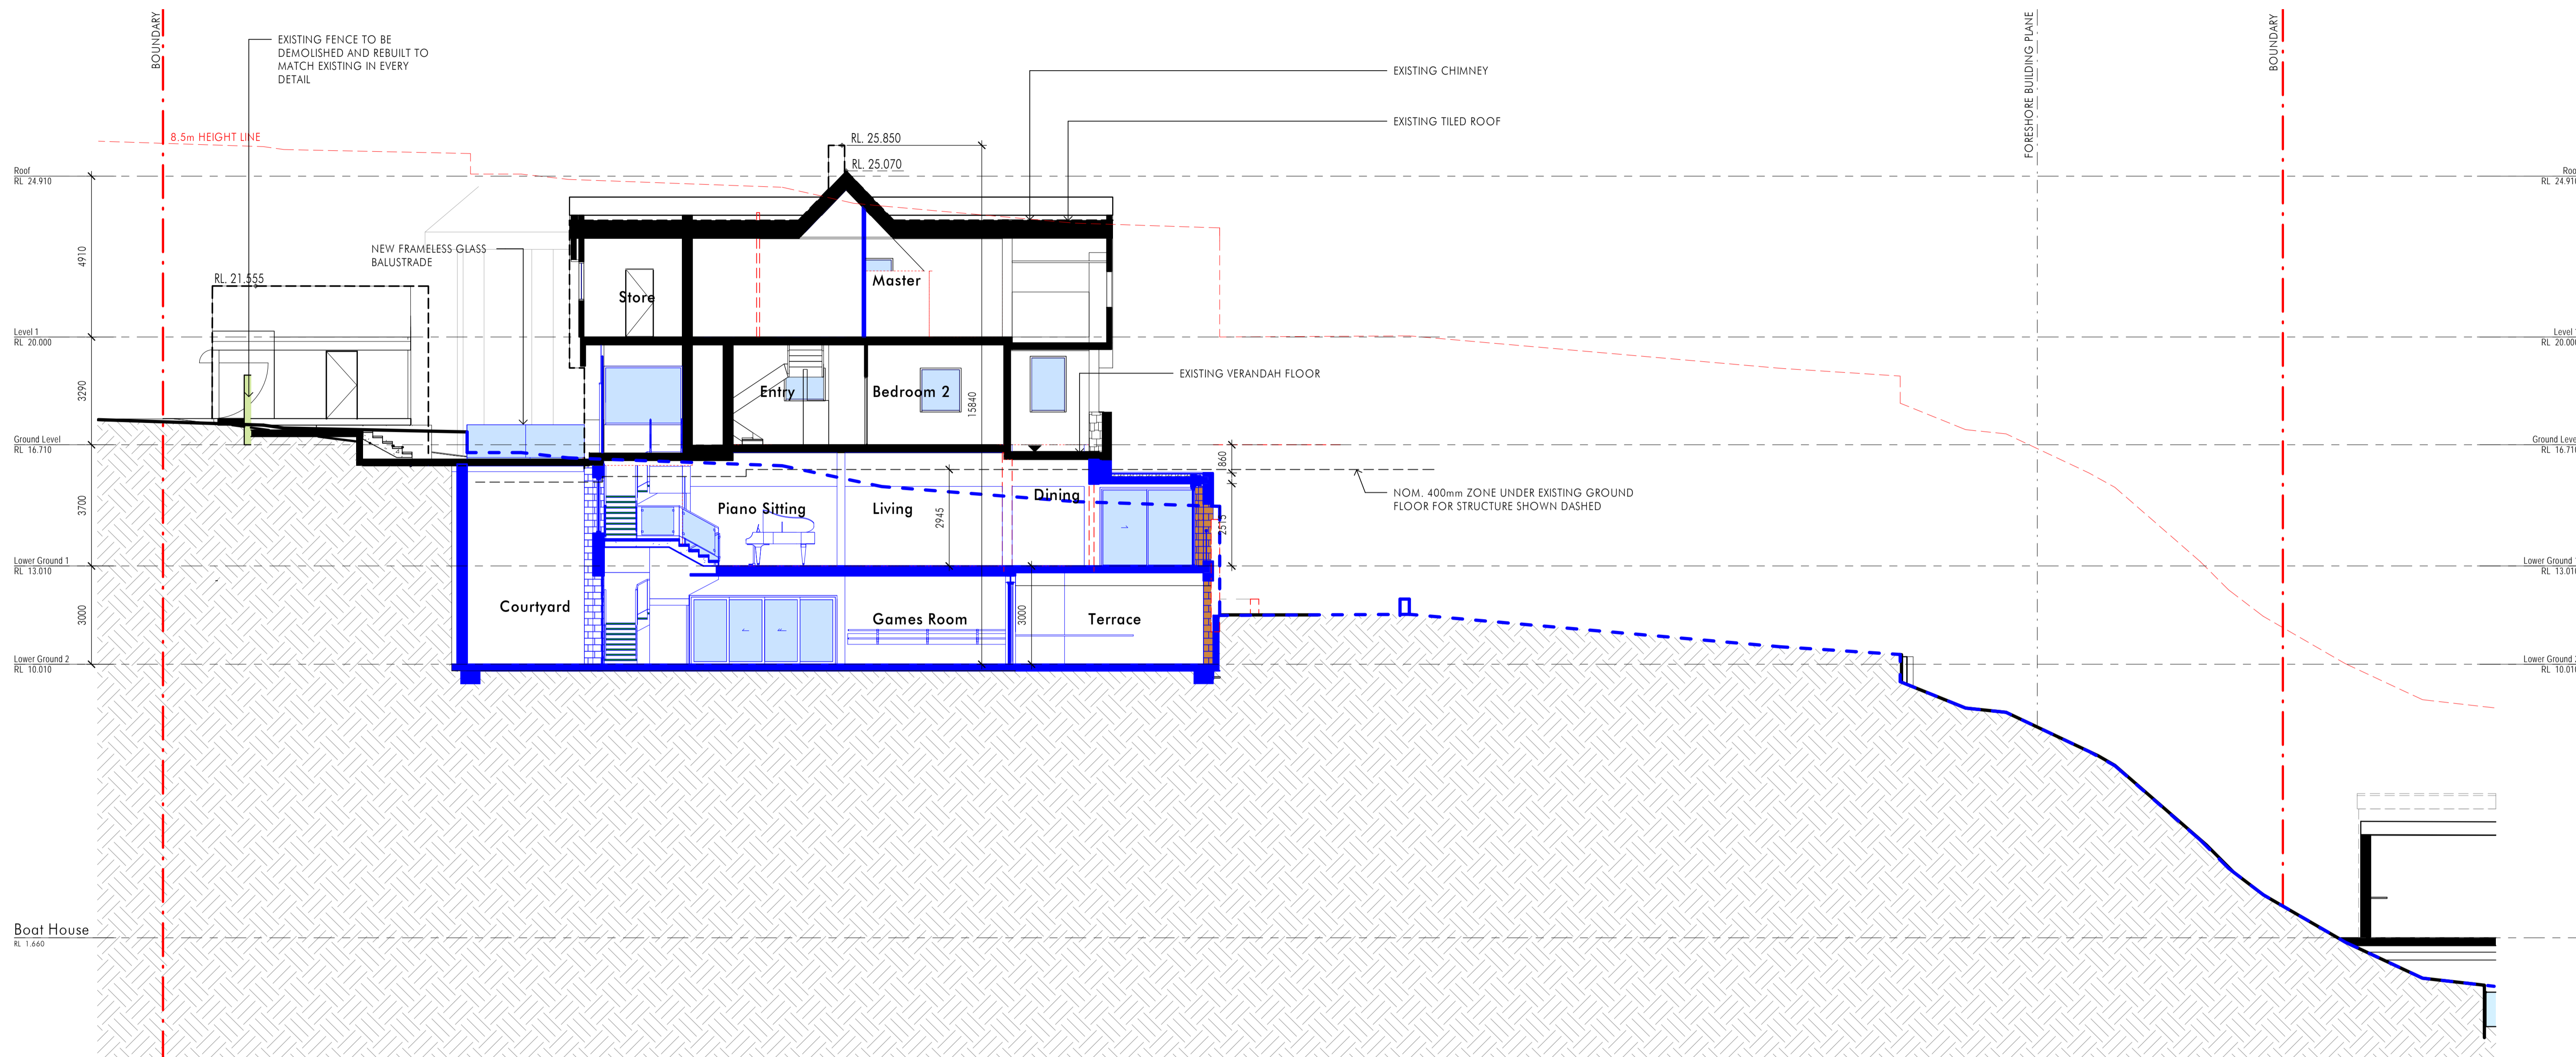 BOUNDARY
EXISTING FENCE TO BE
DEMOLISHED AND REBUILT TO
MATCH EXISTING IN EVERY
DETAIL
FORESHORE BUILDING PLANE
BOUNDARY
EXISTING CHIMNEY
EXISTING TILED ROOF
8.5m HEIGHT LINE
RL. 25.850
RL. 25.070
Roof
RL 24.910
Roo
RL 24.910
4910
NEW FRAMELESS GLASS
BALUSTRADE
RL. 21.555
Store
Master
Level 1
RL 20.000
Level
RL 20.000
3290
Entry
Bedroom 2
15840
EXISTING VERANDAH FLOOR
Ground Level
RL 16.710
Ground Leve
RL 16.710
860
3700
Piano Sitting
Living
2945
Dining
2515
NOM. 400mm ZONE UNDER EXISTING GROUND
FLOOR FOR STRUCTURE SHOWN DASHED
Lower Ground 1
RL 13.010
Lower Ground
RL 13.010
3000
Courtyard
Games Room
3000
Terrace
Lower Ground 2
RL 10.010
Lower Ground
RL 10.010
Boat House
RL 1.660